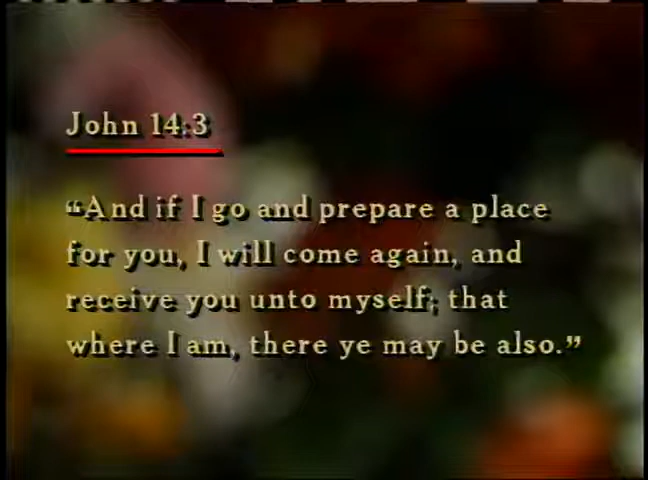 John 14:3
“And if I go and prepare a place
for you, I will come again, and
receive you unto myself; that
where I am, there ye may be also.”